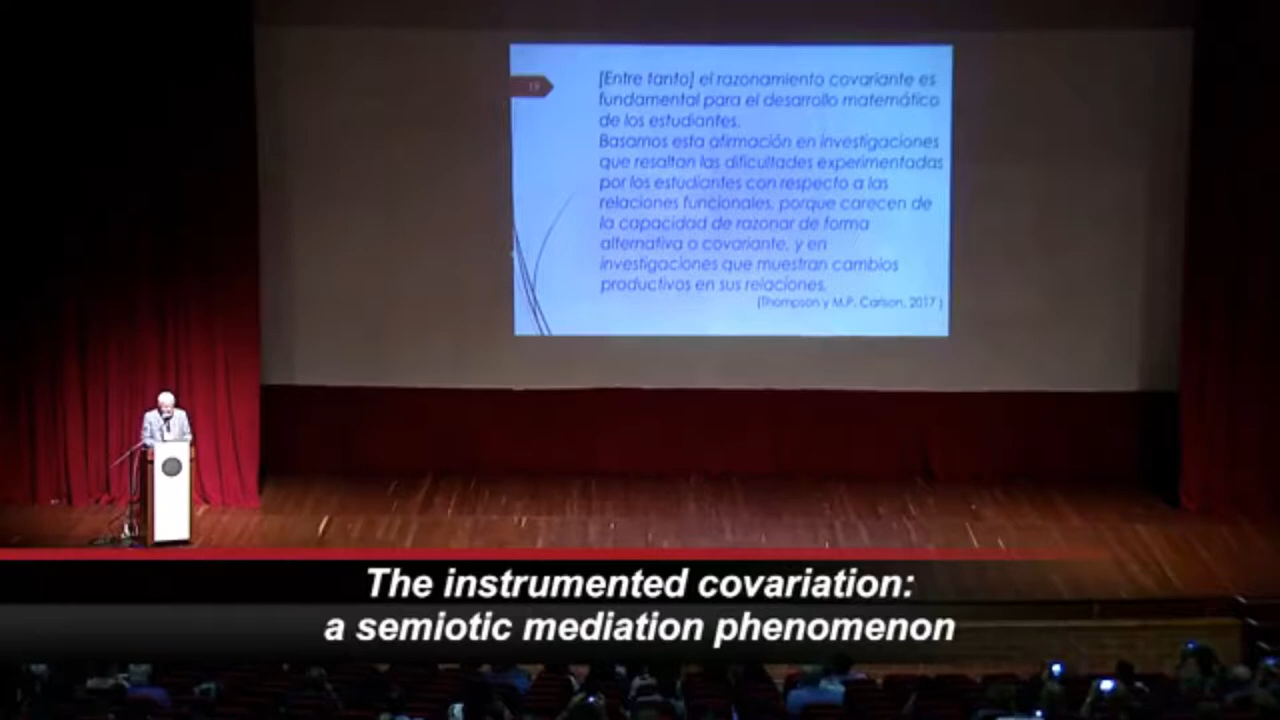 19
[Entre tanto] el razonamiento covariante es
fundamental para el desarrollo matemático
de los estudiantes.
Basamos esta afirmación en investigaciones
que resaltan las dificultades experimentadas
por los estudiantes con respecto a las
relaciones funcionales, porque carecen de
la capacidad de razonar de forma
alternativa o covariante, y en
investigaciones que muestran cambios
productivos en sus relaciones.
(Thompson y M.P. Carlson, 2017 )
The instrumented covariation:
a semiotic mediation phenomenon